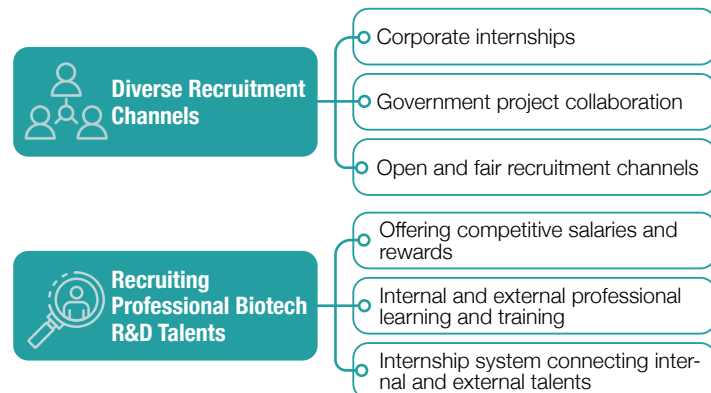 Diverse Recruitment
Channels
Corporate internships
Government project collaboration
Open and fair recruitment channels
Recruiting
Professional Biotech
R&D Talents
Offering competitive salaries and
rewards
Internal and external professional
learning and training
Internship system connecting inter-
nal and external talents